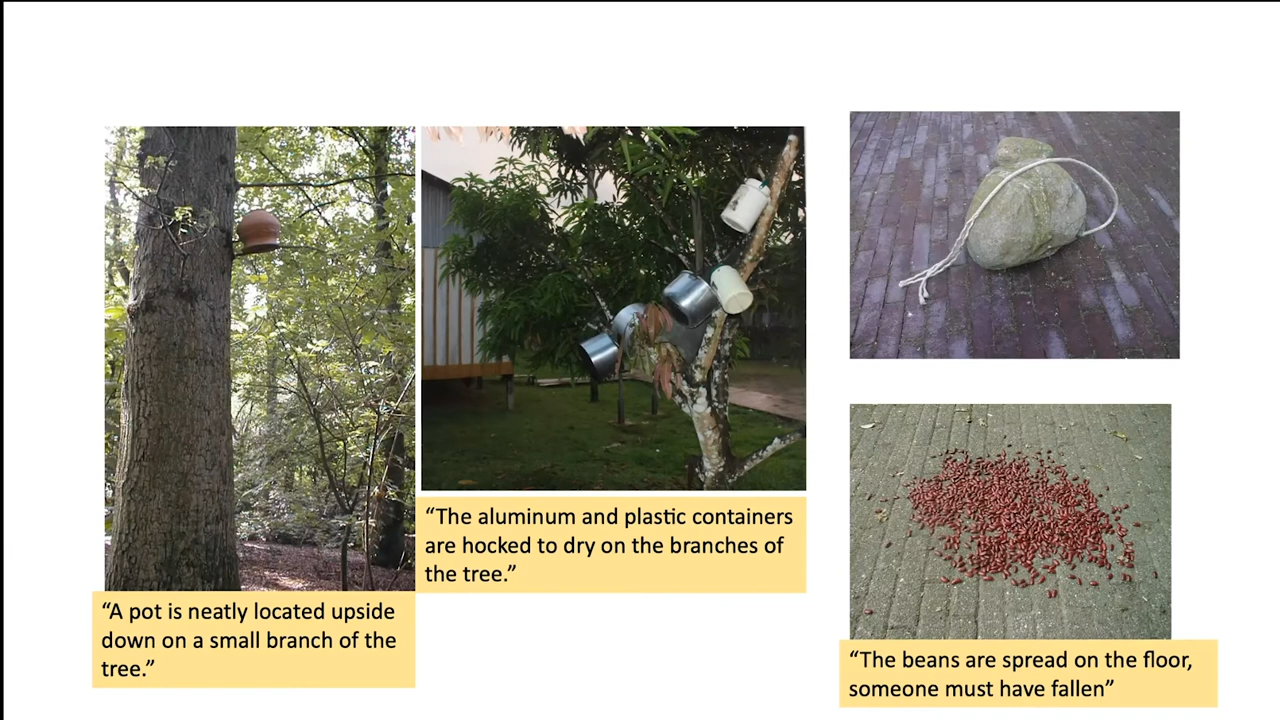 “A pot is neatly located upside
down on a small branch of the
tree.”
“The aluminum and plastic containers
are hocked to dry on the branches of
the tree.”
“The beans are spread on the floor,
someone must have fallen”